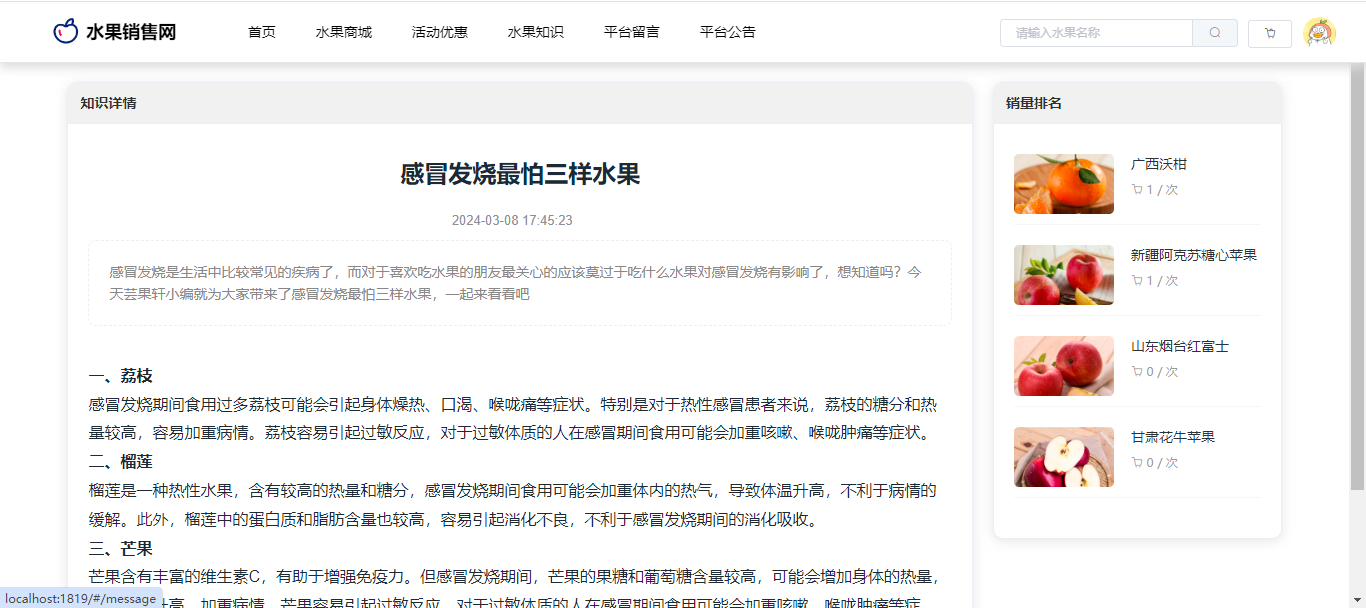 水果销售网
首页 水果商城 活动优惠 水果知识 平台留言 平台公告
请输入水果名称
知识详情
感冒发烧最怕三样水果
2024-03-08 17:45:23
感冒发烧是生活中比较常见的疾病了，而对于喜欢吃水果的朋友最关心的应该莫过于吃什么水果对感冒发烧有影响了，想知道吗？今
天芸果轩小编就为大家带来了感冒发烧最怕三样水果，一起来看看吧
一、荔枝
感冒发烧期间食用过多荔枝可能会引起身体燥热、口渴、喉咙痛等症状。特别是对于热性感冒患者来说，荔枝的糖分和热
量较高，容易加重病情。荔枝容易引起过敏反应，对于过敏体质的人在感冒期间食用可能会加重咳嗽、喉咙肿痛等症状。
二、榴莲
榴莲是一种热性水果，含有较高的热量和糖分，感冒发烧期间食用可能会加重体内的热气，导致体温升高，不利于病情的
缓解。此外，榴莲中的蛋白质和脂肪含量也较高，容易引起消化不良，不利于感冒发烧期间的消化吸收。
三、芒果
芒果含有丰富的维生素C，有助于增强免疫力。但感冒发烧期间，芒果的果糖和葡萄糖含量较高，可能会增加身体的热量，
升高，加重病情。芒果容易引起过敏反应，对于过敏体质的人在感冒期间食用可能会加重咳嗽、喉咙肿痛等症
销量排名
广西沃柑
1 / 次
新疆阿克苏糖心苹果
1 / 次
山东烟台红富士
0 / 次
甘肃花牛苹果
0 / 次
localhost:1819/#/message